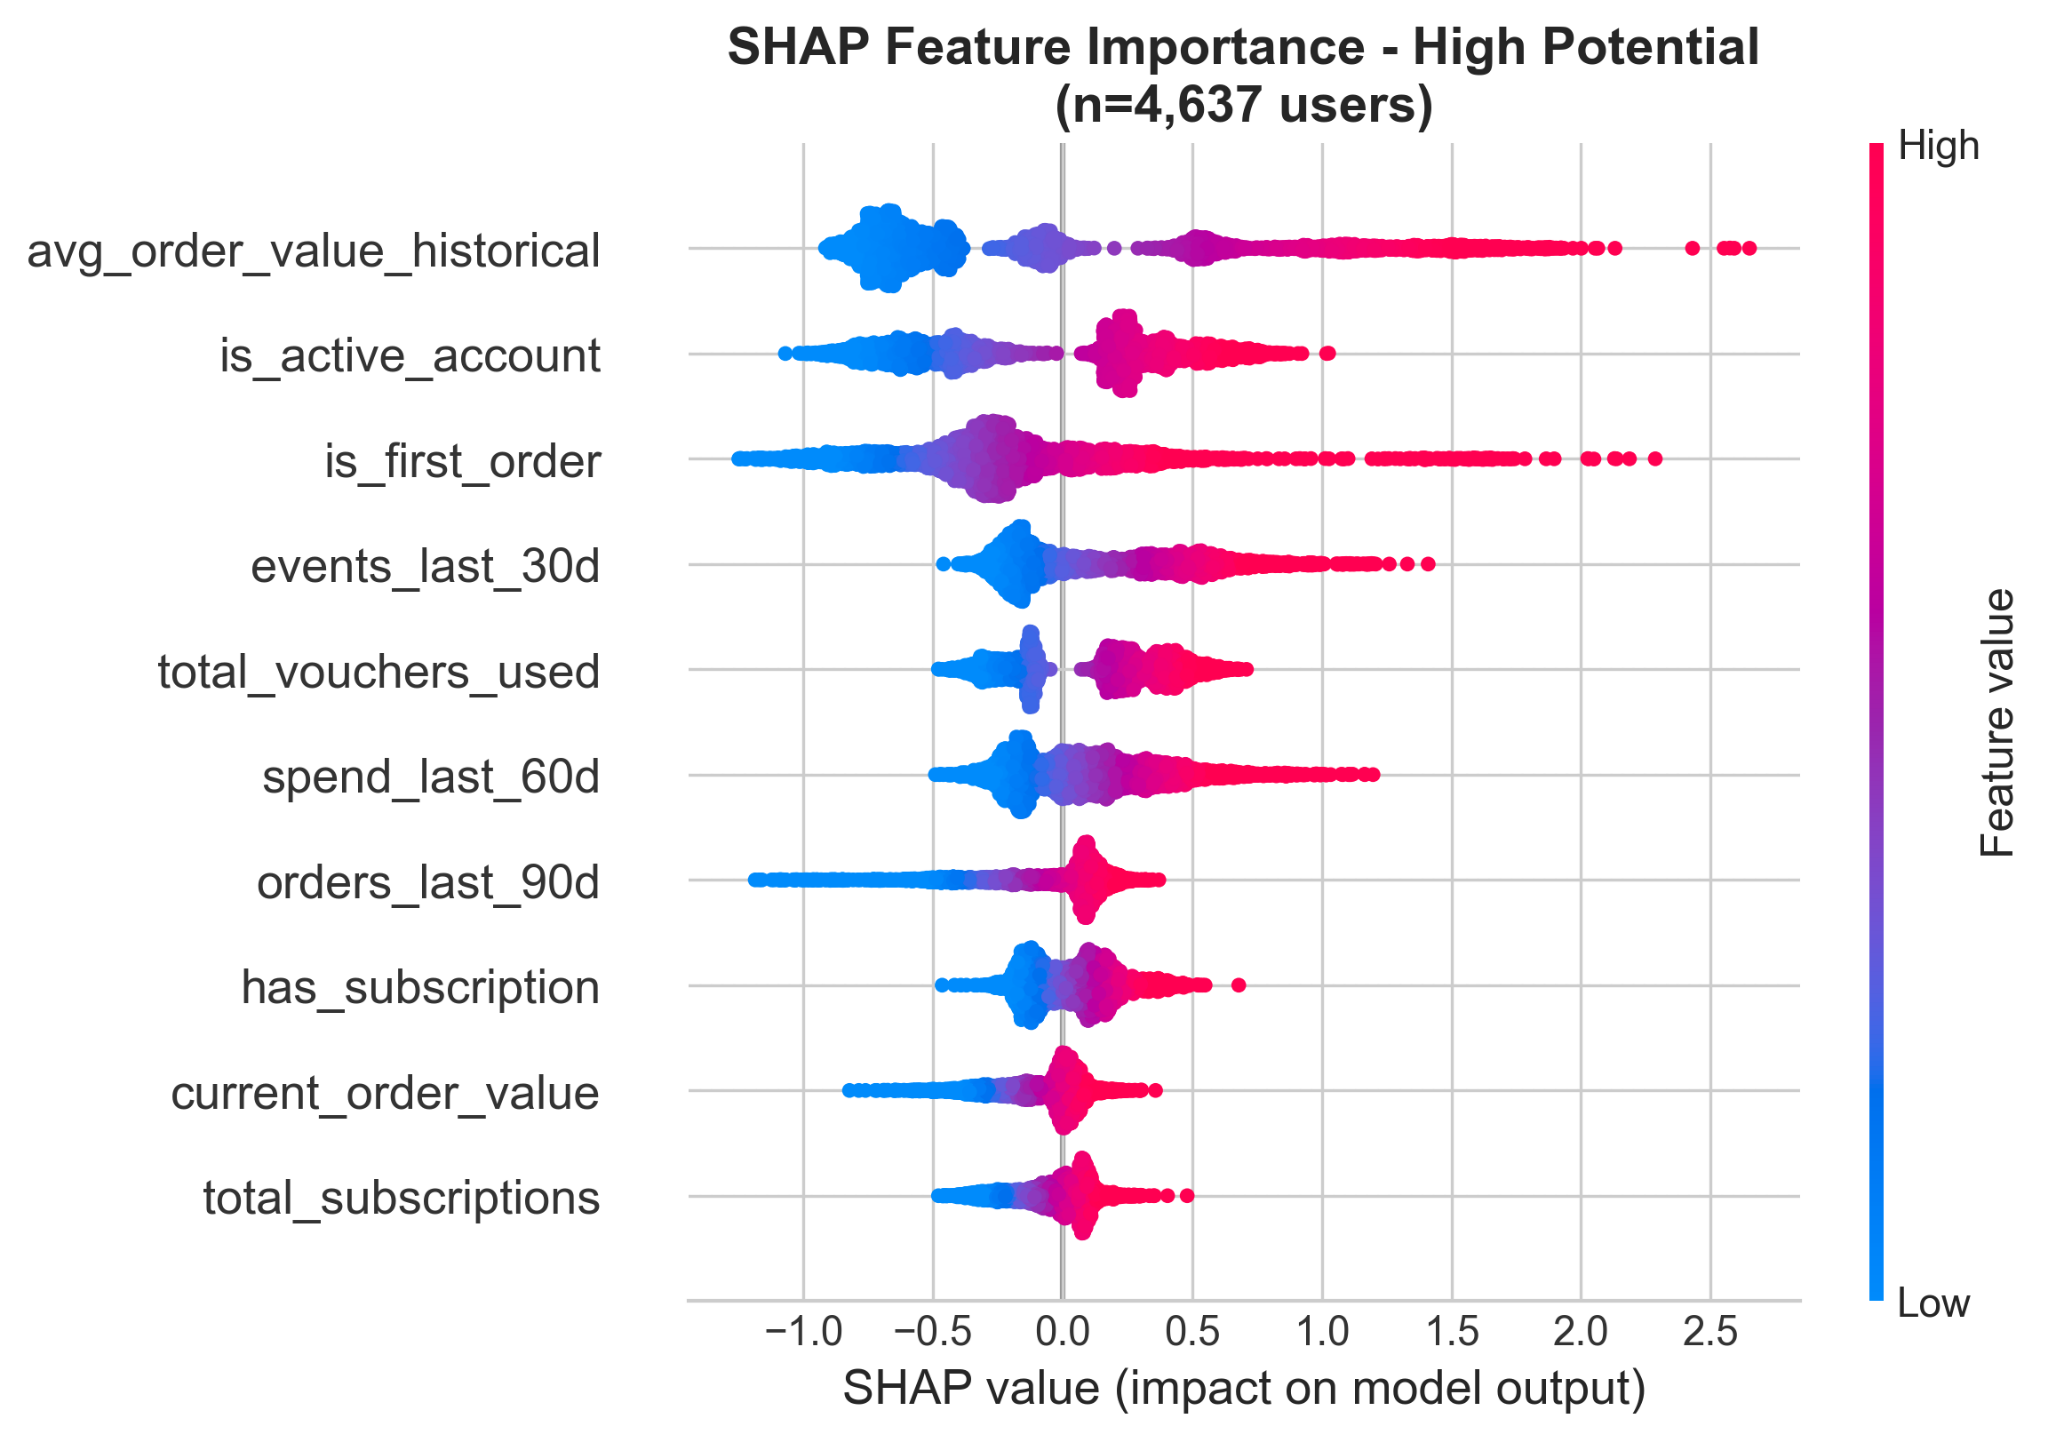 SHAP Feature Importance - High Potential
(n=4,637 users)
High
avg_order_value_historical
is_active_account
is_first_order
events_last_30d
total_vouchers_used
spend_last_60d
orders_last_90d
has_subscription
current_order_value
total_subscriptions
Feature value
Low
−1.0 −0.5 0.0 0.5 1.0 1.5 2.0 2.5
SHAP value (impact on model output)